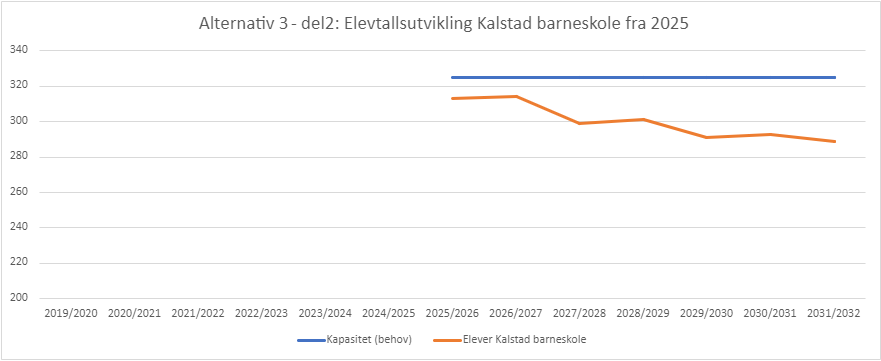 Alternativ 3 - del2: Elevtallsutvikling Kalstad barneskole fra 2025
340
320
300
280
260
240
220
200
2019/2020 2020/2021 2021/2022 2022/2023 2023/2024 2024/2025 2025/2026 2026/2027 2027/2028 2028/2029 2029/2030 2030/2031 2031/2032
Kapasitet (behov) Elever Kalstad barneskole